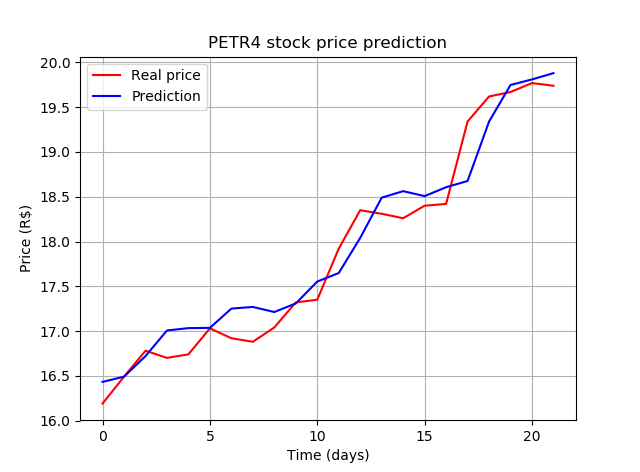 PETR4 stock price prediction
Real price
Prediction
20.0
19.5
19.0
18.5
18.0
17.5
17.0
16.5
16.0
Price (R$)
0 5 10 15 20
Time (days)